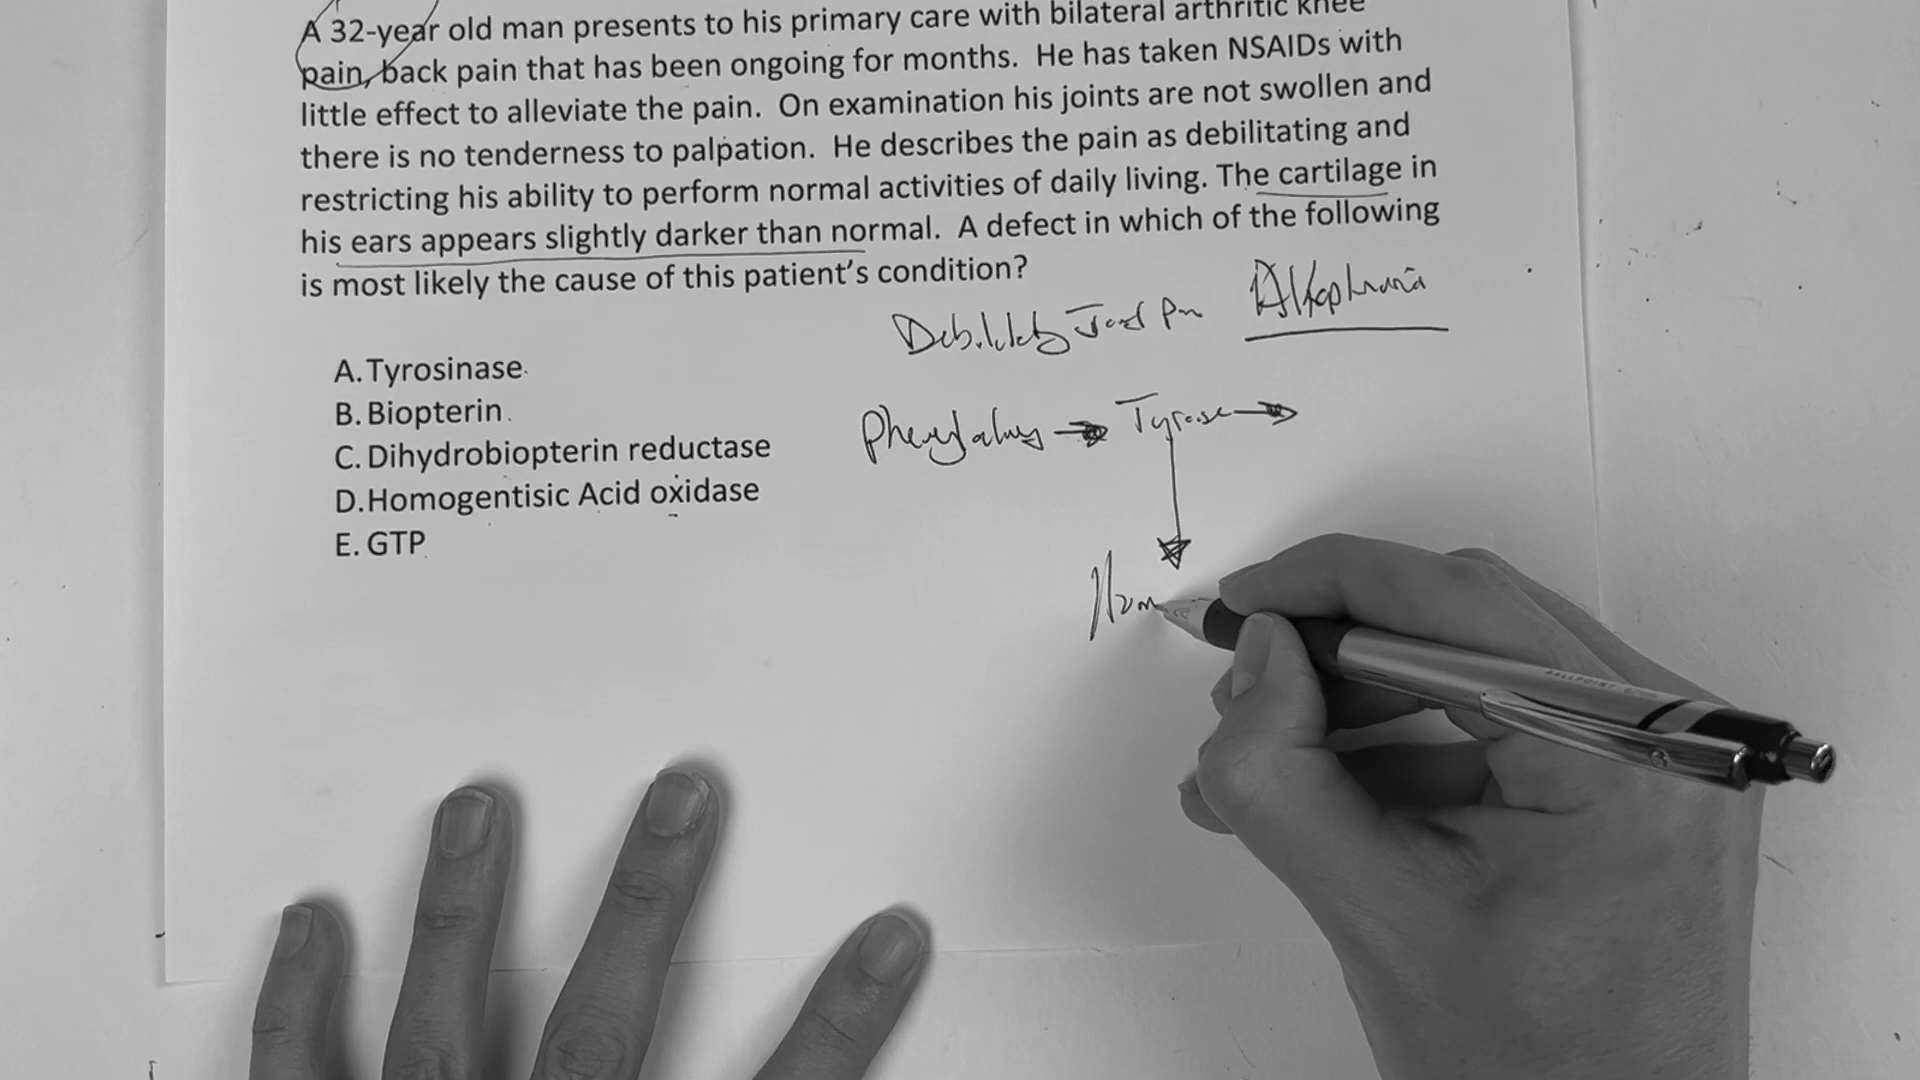 A 32-year old man presents to his primary care with bilateral arthritic knee
pain, back pain that has been ongoing for months. He has taken NSAIDs with
little effect to alleviate the pain. On examination his joints are not swollen and
there is no tenderness to palpation. He describes the pain as debilitating and
restricting his ability to perform normal activities of daily living. The cartilage in
his ears appears slightly darker than normal. A defect in which of the following
is most likely the cause of this patient's condition?
A. Tyrosinase
B. Biopterin
C. Dihydrobiopterin reductase
D. Homogentisic Acid oxidase
E. GTP